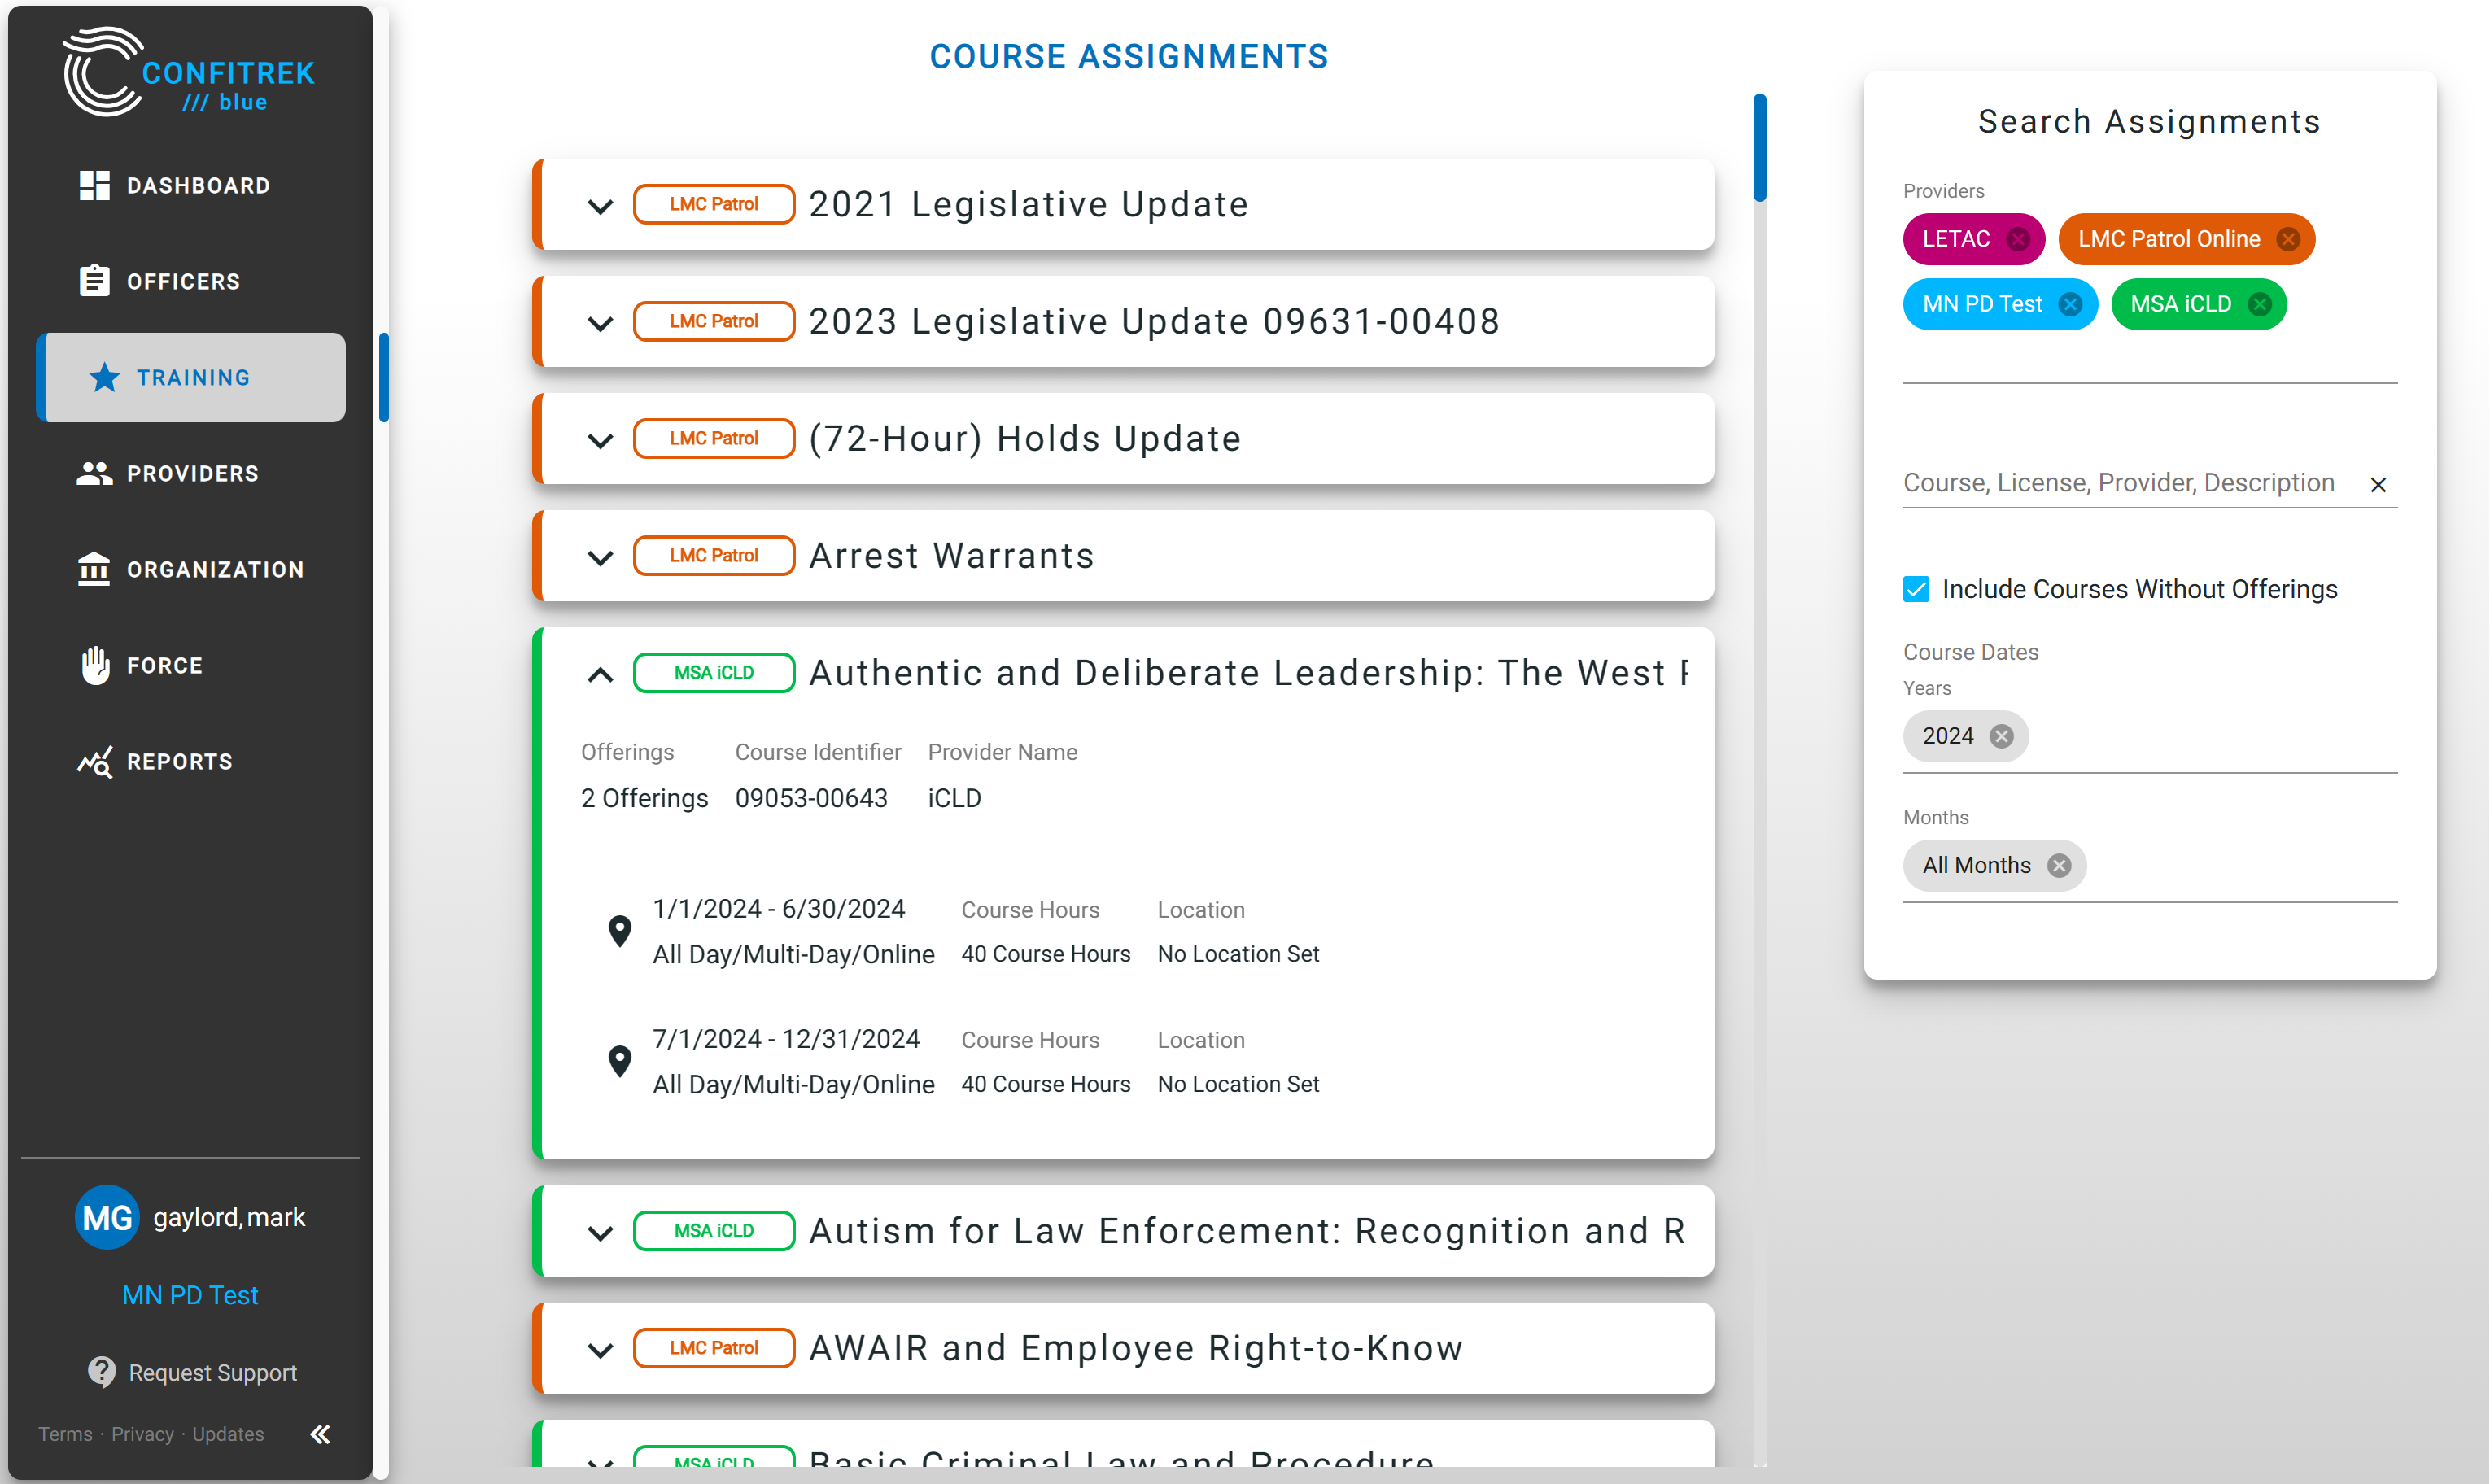 CONFITREK
/// blue
DASHBOARD
OFFICERS
TRAINING
PROVIDERS
ORGANIZATION
FORCE
REPORTS
MG gaylord, mark
MN PD Test
Request Support
Terms · Privacy · Updates
COURSE ASSIGNMENTS
LMC Patrol 2021 Legislative Update
LMC Patrol 2023 Legislative Update 09631-00408
LMC Patrol (72-Hour) Holds Update
LMC Patrol Arrest Warrants
MSA iCLD Authentic and Deliberate Leadership: The West
Offerings Course Identifier Provider Name
2 Offerings 09053-00643 iCLD
1/1/2024 - 6/30/2024 Course Hours Location
All Day/Multi-Day/Online 40 Course Hours No Location Set
7/1/2024 - 12/31/2024 Course Hours Location
All Day/Multi-Day/Online 40 Course Hours No Location Set
MSA iCLD Autism for Law Enforcement: Recognition and R
LMC Patrol AWAIR and Employee Right-to-Know
MSA iCLD Basic Criminal Law and Procedure
Search Assignments
Providers
LETAC LMC Patrol Online
MN PD Test MSA iCLD
Course, License, Provider, Description
Include Courses Without Offerings
Course Dates
Years
2024
Months
All Months